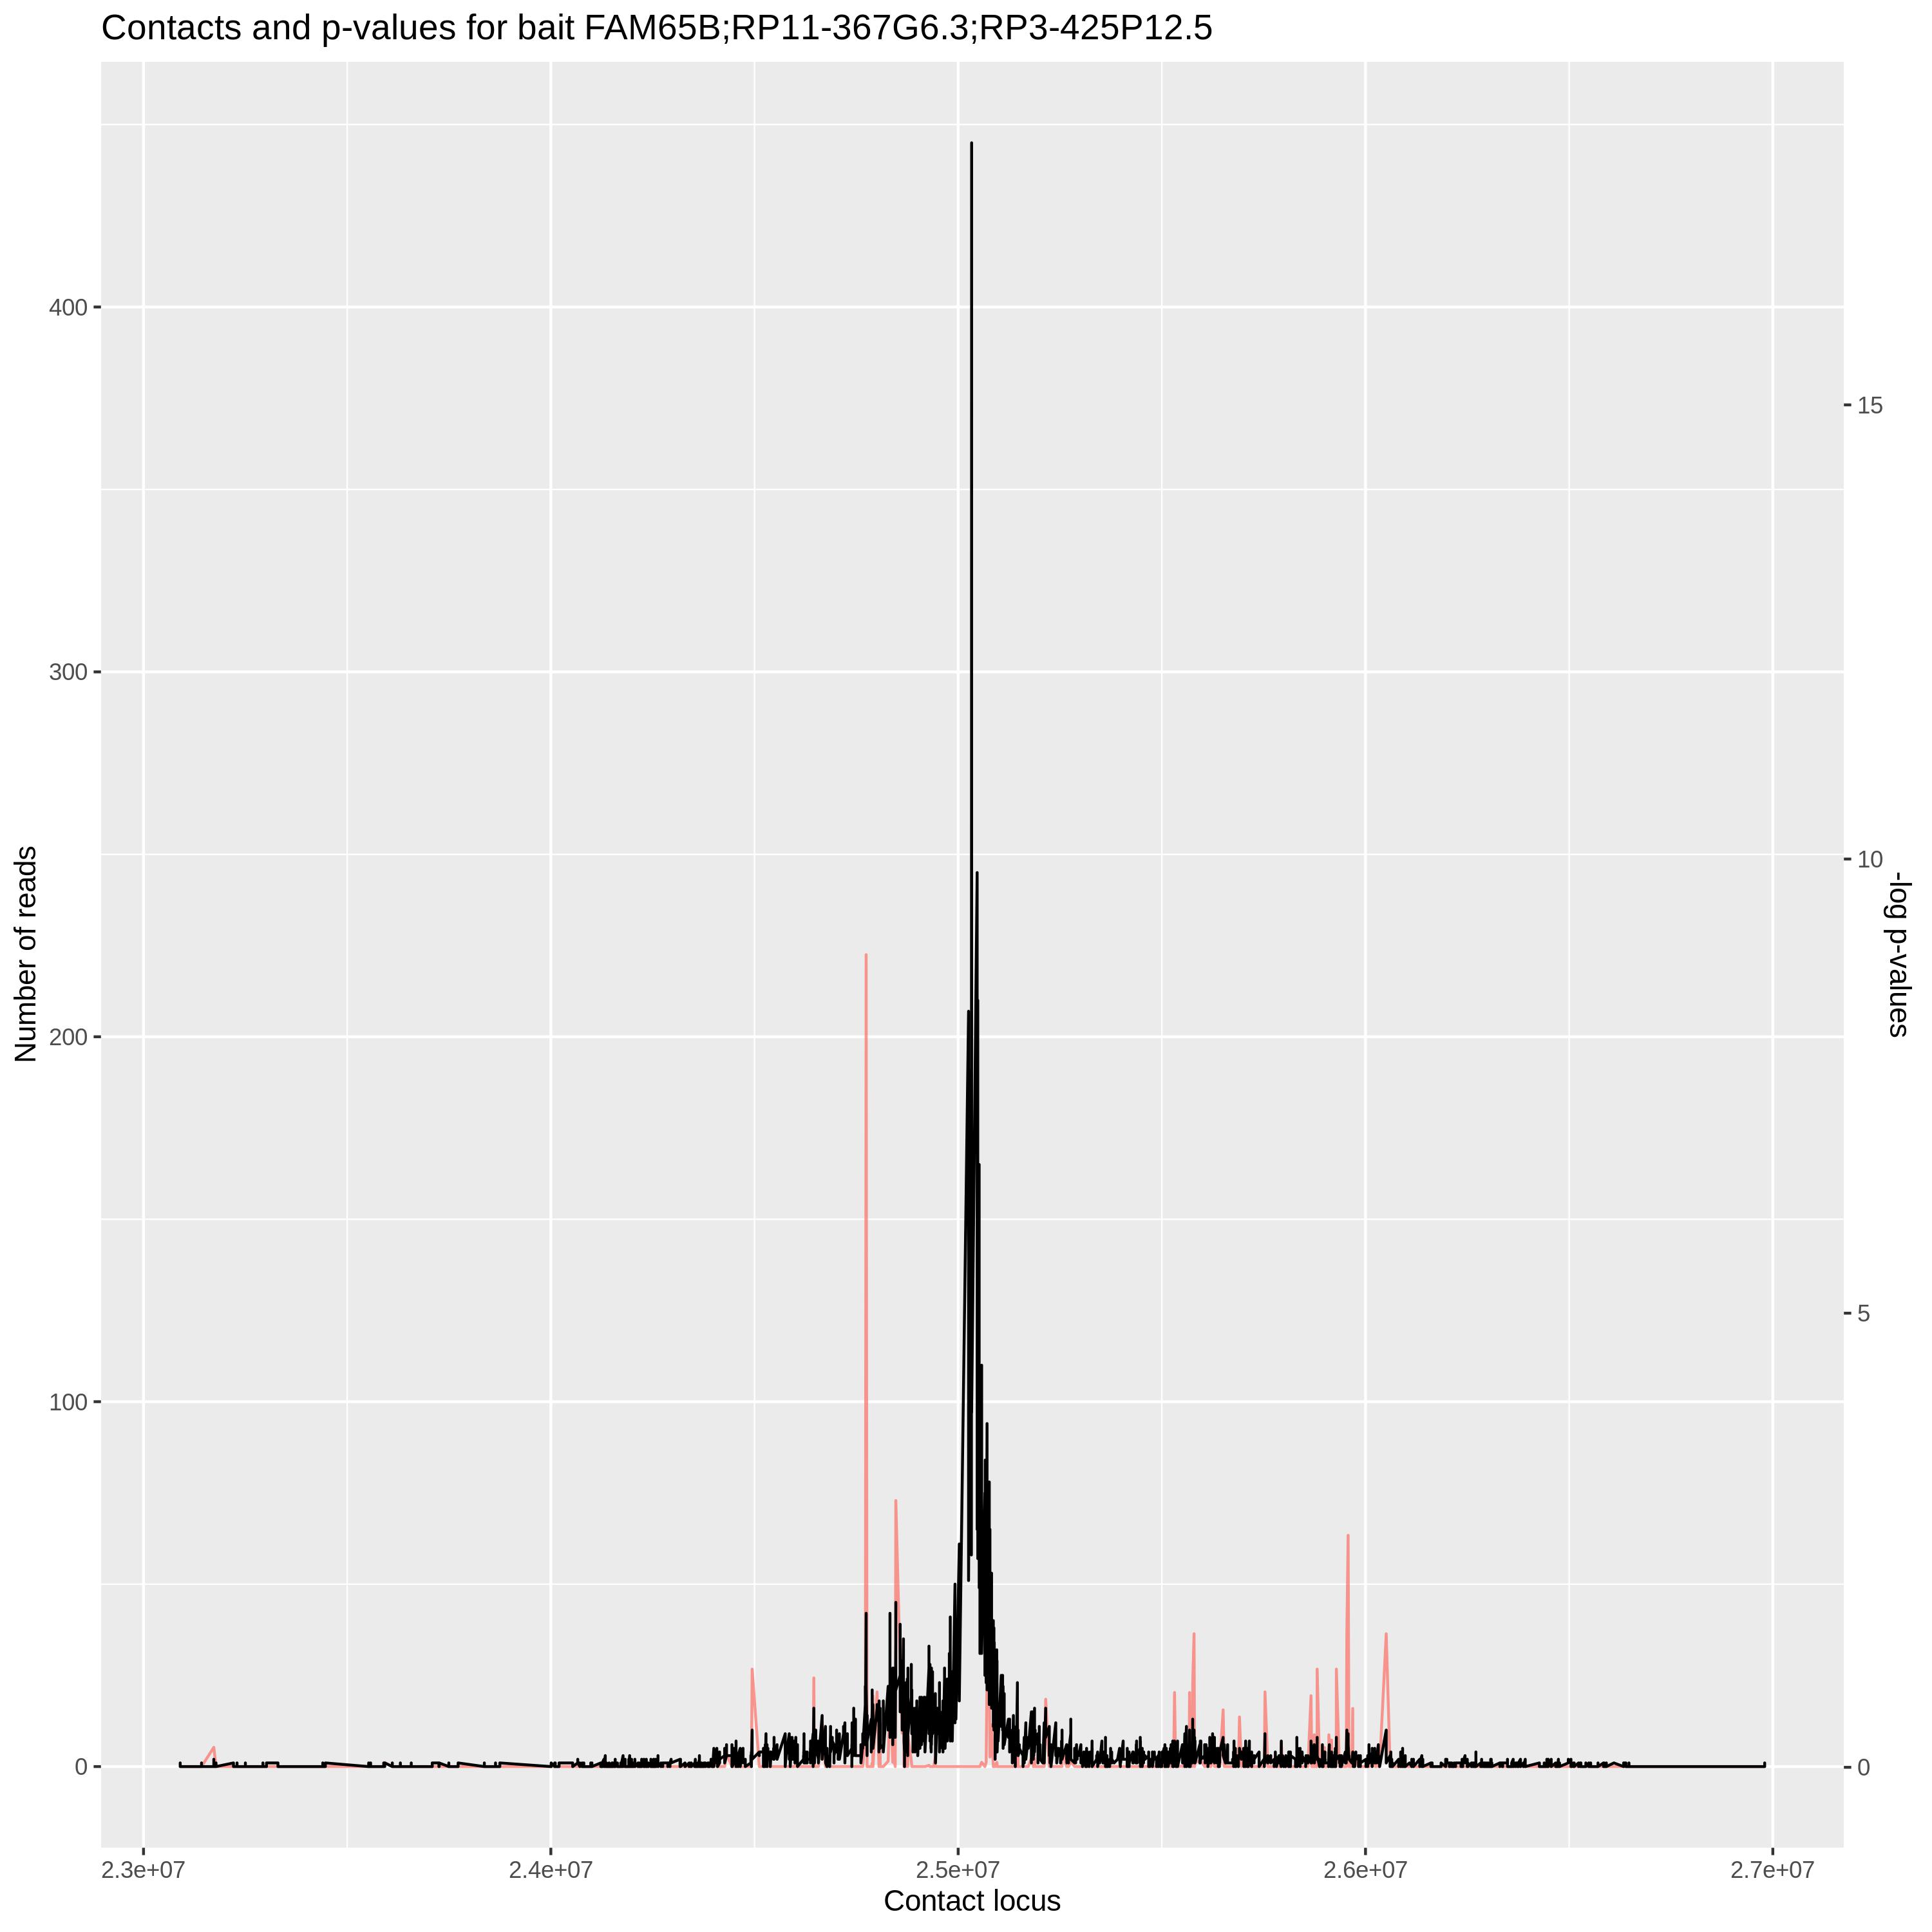 Contacts and p-values for bait FAM65B;RP11-367G6.3;RP3-425P12.5
400
300
200
100
0
Number of reads
15
10
5
0
-log p-values
2.3e+07 2.4e+07 2.5e+07 2.6e+07 2.7e+07
Contact locus